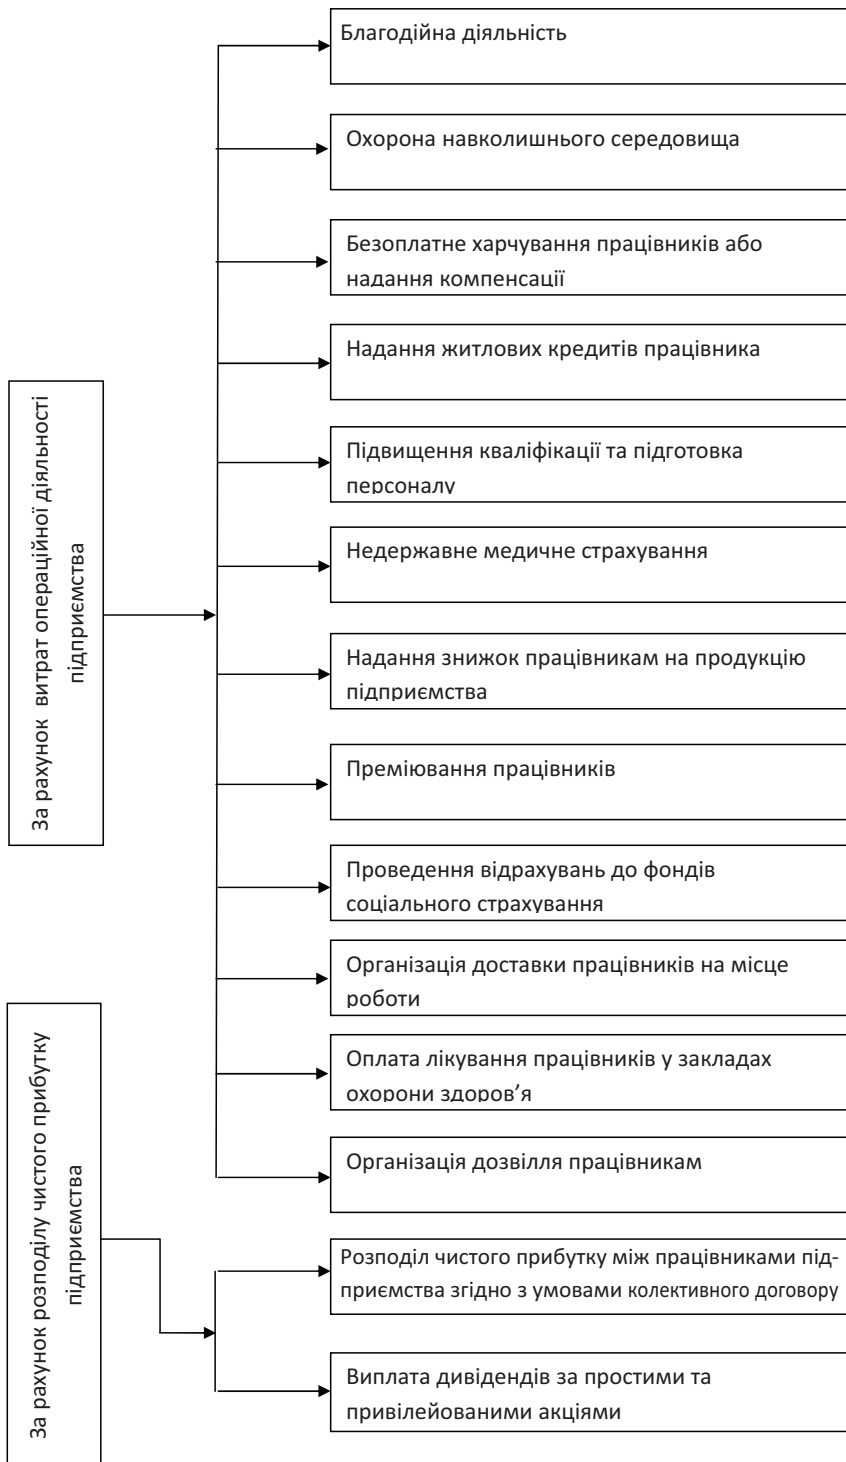 За рахунок витрат операційної діяльності
підприємства
Благодійна діяльність
Охорона навколишнього середовища
Безоплатне харчування працівників або
надання компенсації
Надання житлових кредитів працівника
Підвищення кваліфікації та підготовка
персоналу
Недержавне медичне страхування
Надання знижок працівникам на продукцію
підприємства
Преміювання працівників
Проведення відрахувань до фондів
соціального страхування
Організація доставки працівників на місце
роботи
Оплата лікування працівників у закладах
охорони здоров’я
Організація дозвілля працівникам
За рахунок розподілу чистого прибутку
підприємства
Розподіл чистого прибутку між працівниками під-
приємства згідно з умовами колективного договору
Виплата дивідендів за простими та
привілейованими акціями